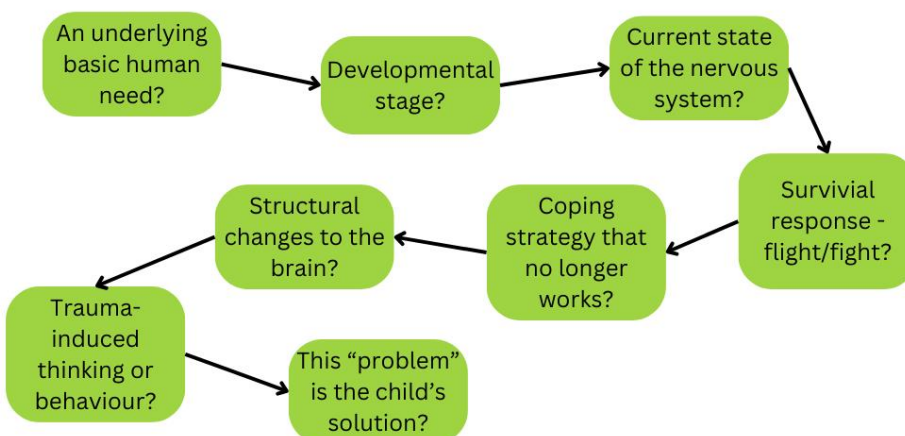 An underlying
basic human
need?
Developmental
stage?
Current state
of the nervous
system?
Survivial
response -
flight/fight?
Coping
strategy that
no longer
works?
Structural
changes to the
brain?
Trauma-
induced
thinking or
behaviour?
This “problem”
is the child’s
solution?